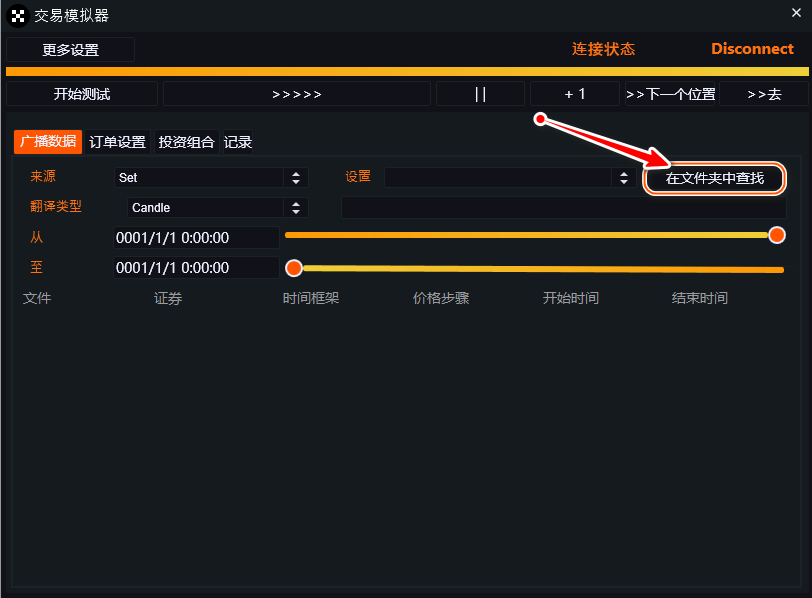 交易模拟器
更多设置 连接状态 Disconnect
开始测试 >>>>> || + 1 >>下一个位置 >>去
广播数据 订单设置 投资组合 记录
来源 Set 设置 在文件夹中查找
翻译类型 Candle
从 0001/1/1 0:00:00
至 0001/1/1 0:00:00
文件 证券 时间框架 价格步骤 开始时间 结束时间